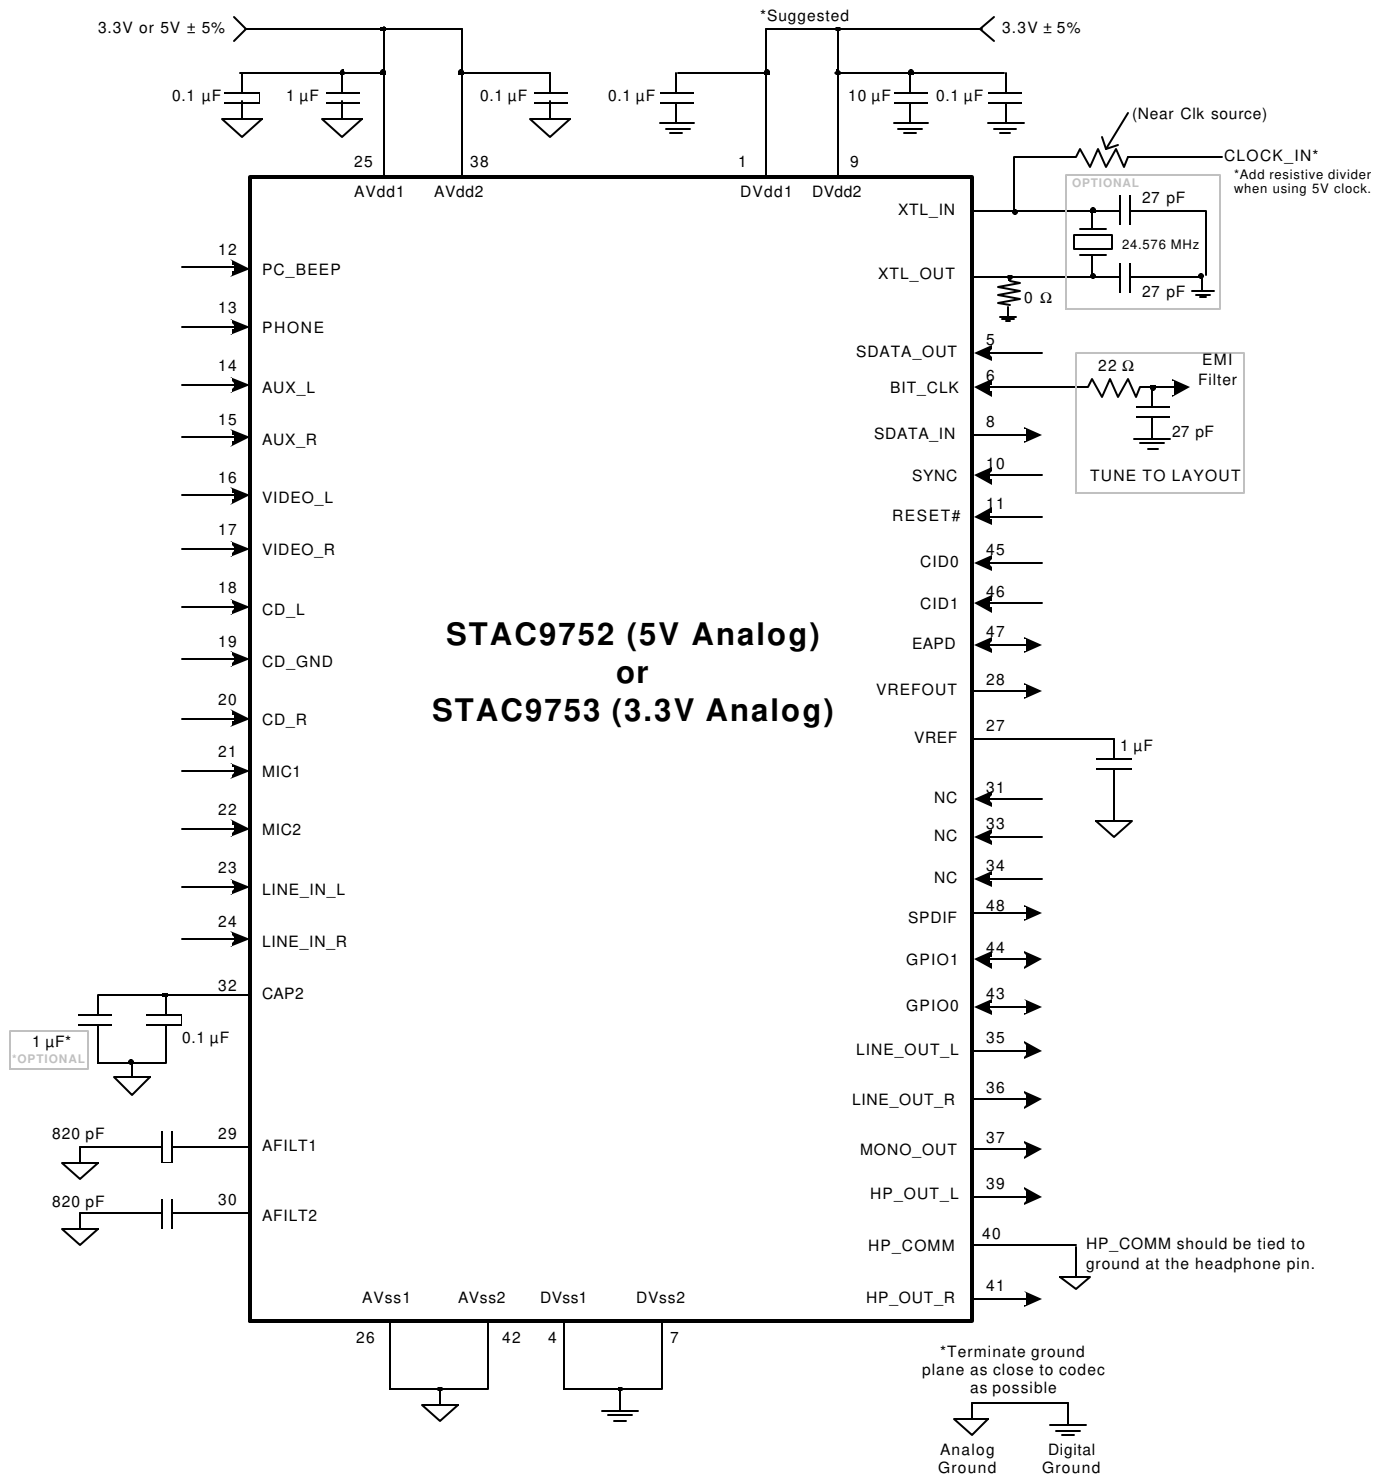 3.3V or 5V ± 5%
*Suggested
3.3V ± 5%
0.1 µF
1 µF
0.1 µF
0.1 µF
10 µF
0.1 µF
(Near Clk source)
CLOCK_IN*
*Add resistive divider
when using 5V clock.
25
38
1
9
AVdd1
AVdd2
DVdd1
DVdd2
OPTIONAL
XTL_IN
27 pF
24.576 MHz
XTL_OUT
27 pF
0 Ω
12
PC_BEEP
13
PHONE
14
AUX_L
15
AUX_R
16
VIDEO_L
17
VIDEO_R
18
CD_L
19
CD_GND
20
CD_R
21
MIC1
22
MIC2
23
LINE_IN_L
24
LINE_IN_R
32
CAP2
1 µF*
*OPTIONAL
0.1 µF
820 pF
29
AFILT1
820 pF
30
AFILT2
STAC9752 (5V Analog)
or
STAC9753 (3.3V Analog)
SDATA_OUT
5
BIT_CLK
6
22 Ω
EMI
Filter
27 pF
TUNE TO LAYOUT
SDATA_IN
8
SYNC
10
RESET#
11
CID0
45
CID1
46
EAPD
47
VREFOUT
28
VREF
27
1 µF
NC
31
NC
33
NC
34
SPDIF
48
GPIO1
44
GPIO0
43
LINE_OUT_L
35
LINE_OUT_R
36
MONO_OUT
37
HP_OUT_L
39
HP_COMM
40
HP_COMM should be tied to
ground at the headphone pin.
HP_OUT_R
41
AVss1
AVss2
DVss1
DVss2
26
42
4
7
*Terminate ground
plane as close to codec
as possible
Analog
Ground
Digital
Ground